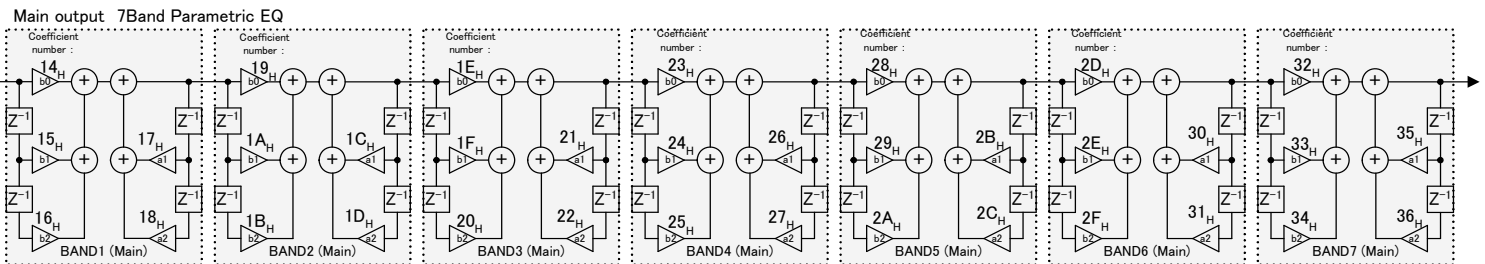 Main output 7Band Parametric EQ
Coefficient number :
14H
b0
Z⁻¹
Z⁻¹
15H
b1
17H
a1
Z⁻¹
Z⁻¹
16H
b2
18H
a2
BAND1 (Main)
Coefficient number :
19H
b0
Z⁻¹
Z⁻¹
1AH
b1
1CH
a1
Z⁻¹
Z⁻¹
1BH
b2
1DH
a2
BAND2 (Main)
Coefficient number :
1EH
b0
Z⁻¹
Z⁻¹
1FH
b1
21H
a1
Z⁻¹
Z⁻¹
20H
b2
22H
a2
BAND3 (Main)
Coefficient number :
23H
b0
Z⁻¹
Z⁻¹
24H
b1
26H
a1
Z⁻¹
Z⁻¹
25H
b2
27H
a2
BAND4 (Main)
Coefficient number :
28H
b0
Z⁻¹
Z⁻¹
29H
b1
2BH
a1
Z⁻¹
Z⁻¹
2AH
b2
2CH
a2
BAND5 (Main)
Coefficient number :
2DH
b0
Z⁻¹
Z⁻¹
2EH
b1
30H
a1
Z⁻¹
Z⁻¹
2FH
b2
31H
a2
BAND6 (Main)
Coefficient number :
32H
b0
Z⁻¹
Z⁻¹
33H
b1
35H
a1
Z⁻¹
Z⁻¹
34H
b2
36H
a2
BAND7 (Main)